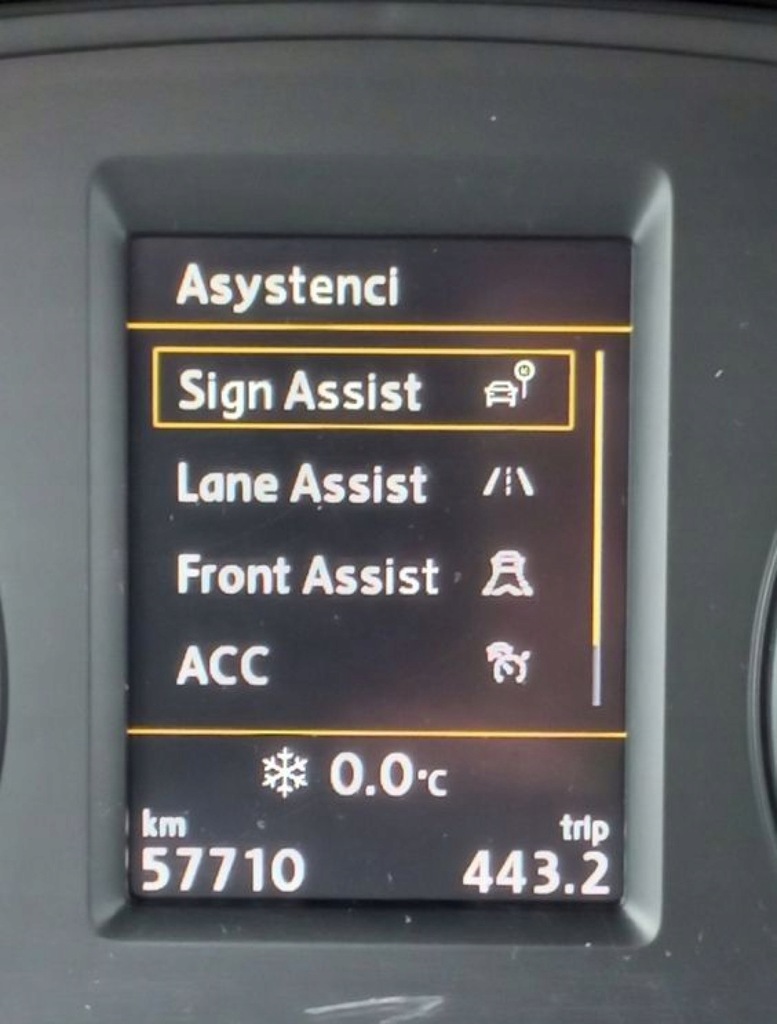 Asystenci
Sign Assist
Lane Assist
Front Assist
ACC
0.0°C
km trip
57710 443.2